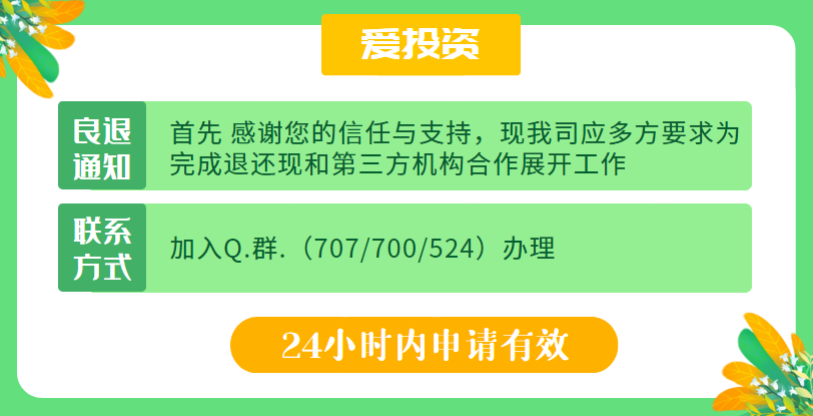 爱投资
良退
通知
首先 感谢您的信任与支持，现我司应多方要求为
完成退还现和第三方机构合作展开工作
联系
方式
加入Q.群.（707/700/524）办理
24小时内申请有效